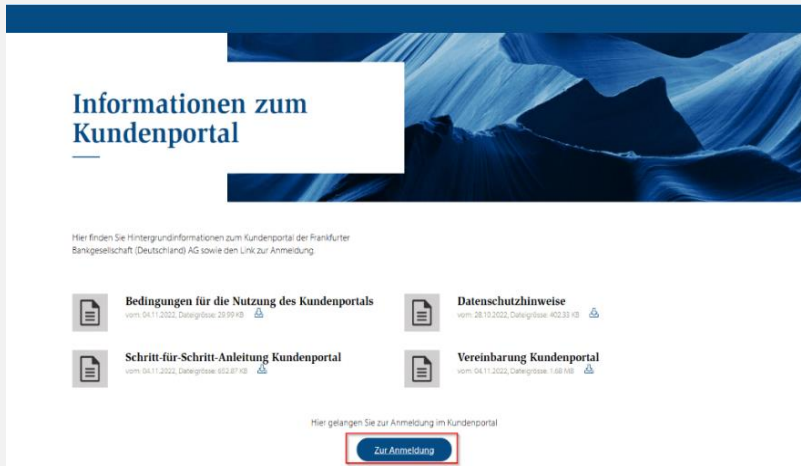 Informationen zum
Kundenportal
Hier finden Sie Hintergrundinformationen zum Kundenportal der Frankfurter
Bankgesellschaft (Deutschland) AG sowie den Link zur Anmeldung.
Bedingungen für die Nutzung des Kundenportals
vom: 04.11.2022, Dateigrösse: 29.99 KB
Datenschutzhinweise
vom: 28.10.2022, Dateigrösse: 402.33 KB
Schritt-für-Schritt-Anleitung Kundenportal
vom: 04.11.2022, Dateigrösse: 602.87 KB
Vereinbarung Kundenportal
vom: 04.11.2022, Dateigrösse: 1.68 MB
Hier gelangen Sie zur Anmeldung im Kundenportal
Zur Anmeldung